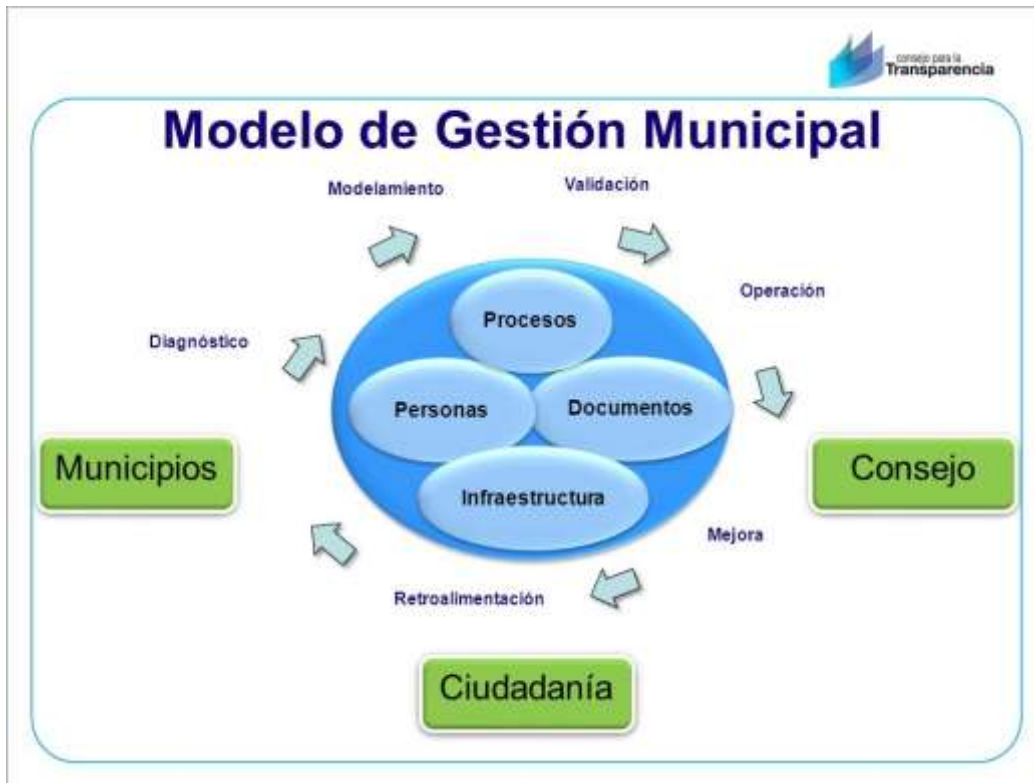 consejo para la
Transparencia
Modelo de Gestión Municipal
Modelamiento
Validación
Operación
Diagnóstico
Procesos
Personas
Documentos
Municipios
Consejo
Infraestructura
Mejora
Retroalimentación
Ciudadanía